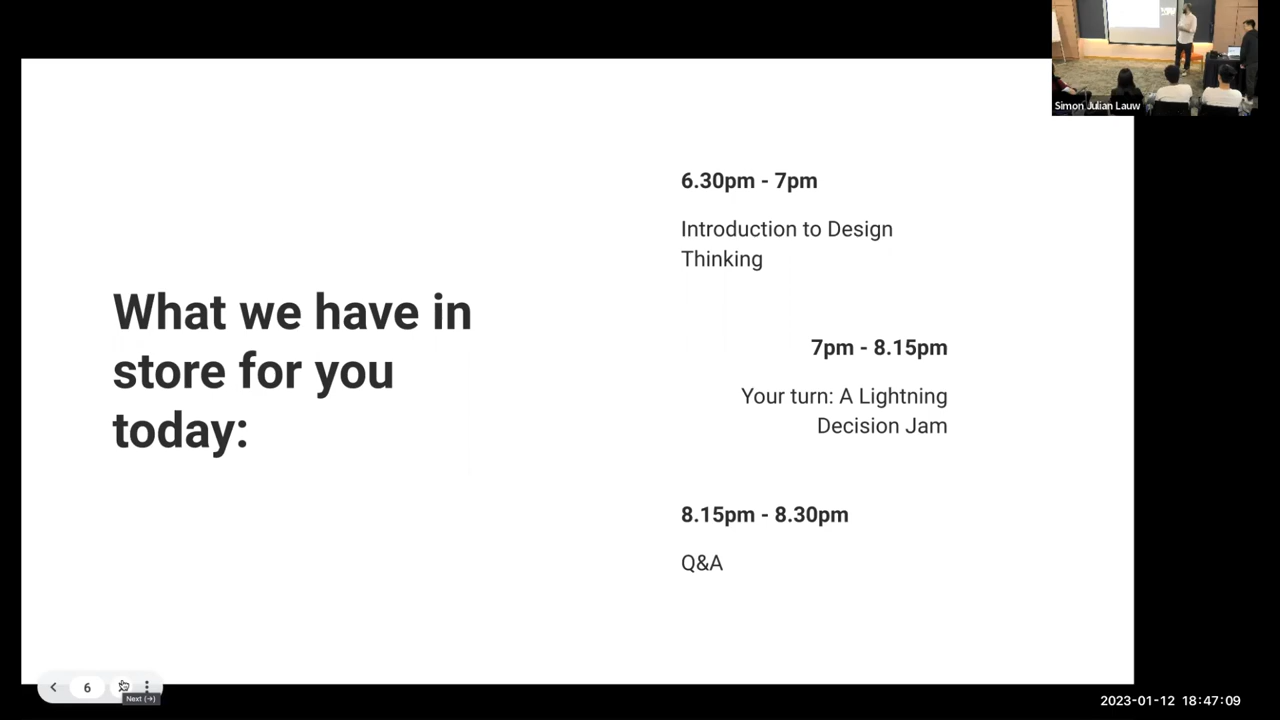 Simon Julian Lauw
What we have in
store for you
today:
6.30pm - 7pm
Introduction to Design
Thinking
7pm - 8.15pm
Your turn: A Lightning
Decision Jam
8.15pm - 8.30pm
Q&A
6
Next (→)
2023-01-12 18:47:09